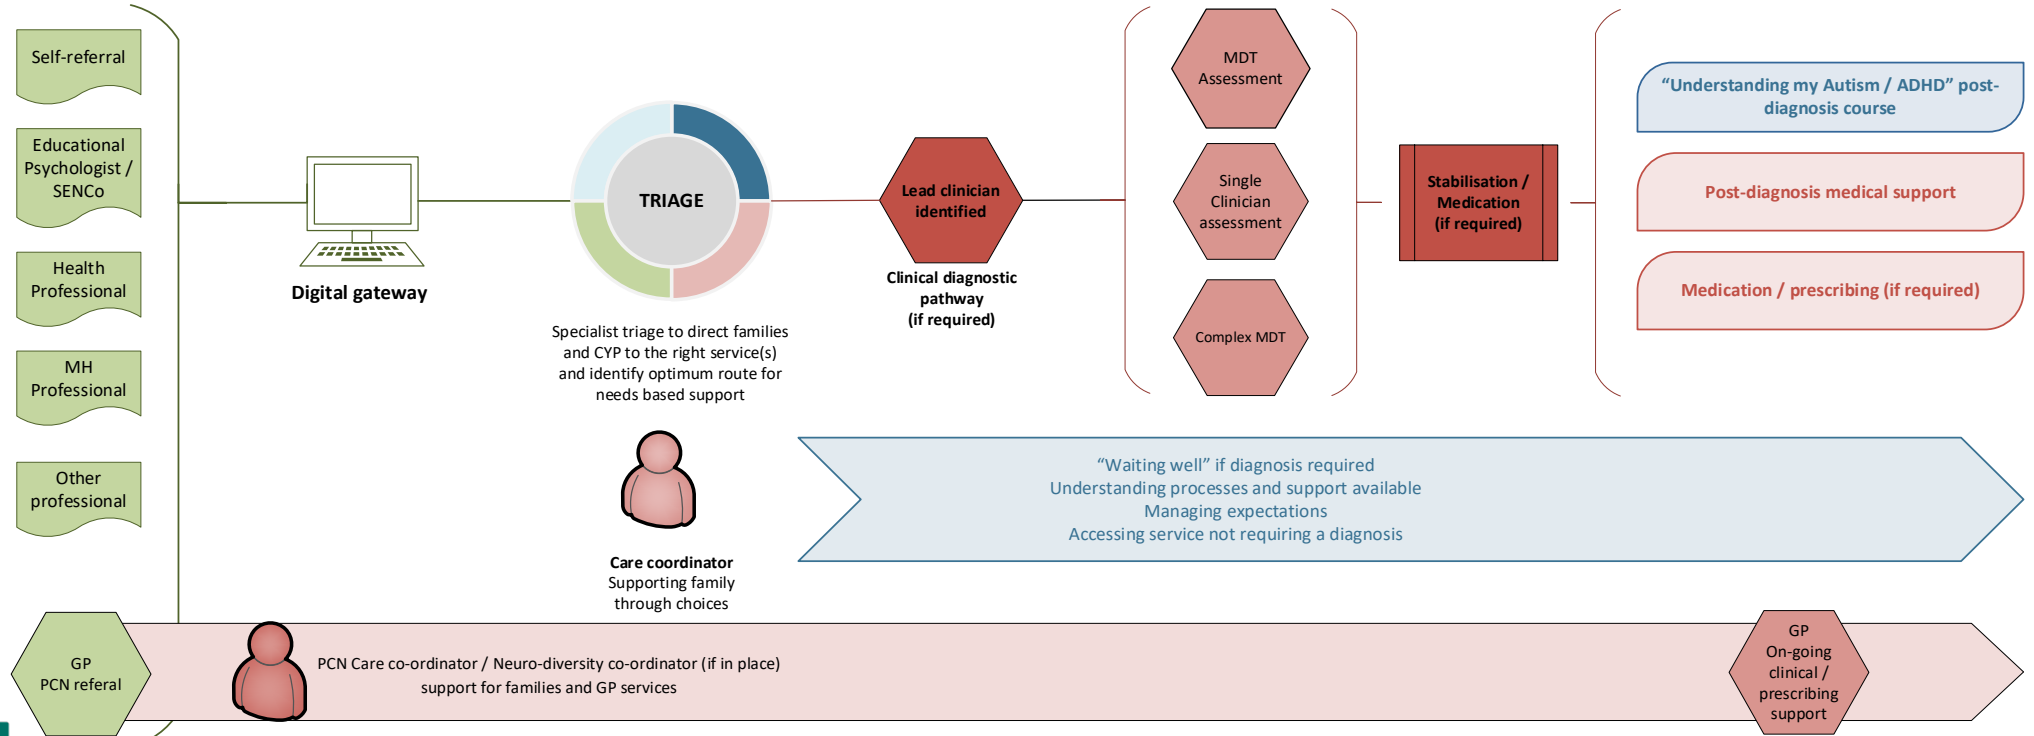 Self-referral
Educational
Psychologist /
SENCo
Health
Professional
MH
Professional
Other
professional
GP
PCN referal
Digital gateway
TRIAGE
Specialist triage to direct families
and CYP to the right service(s)
and identify optimum route for
needs based support
Lead clinician
identified
Clinical diagnostic
pathway
(if required)
MDT
Assessment
Single
Clinician
assessment
Complex MDT
Stabilisation /
Medication
(if required)
“Understanding my Autism / ADHD” post-
diagnosis course
Post-diagnosis medical support
Medication / prescribing (if required)
Care coordinator
Supporting family
through choices
“Waiting well” if diagnosis required
Understanding processes and support available
Managing expectations
Accessing service not requiring a diagnosis
PCN Care co-ordinator / Neuro-diversity co-ordinator (if in place)
support for families and GP services
GP
On-going
clinical /
prescribing
support